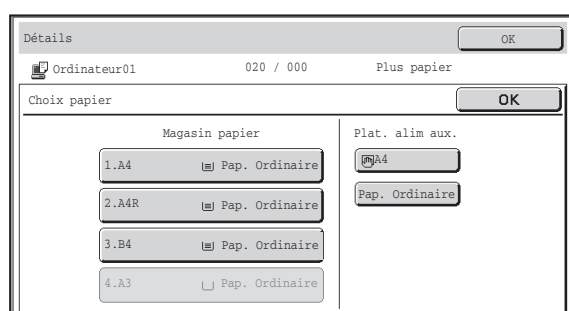 Détails OK
Ordinateur01 020 / 000 Plus papier
Choix papier OK
Magasin papier Plat. alim aux.
1.A4 Pap. Ordinaire A4
2.A4R Pap. Ordinaire Pap. Ordinaire
3.B4 Pap. Ordinaire
4.A3 Pap. Ordinaire